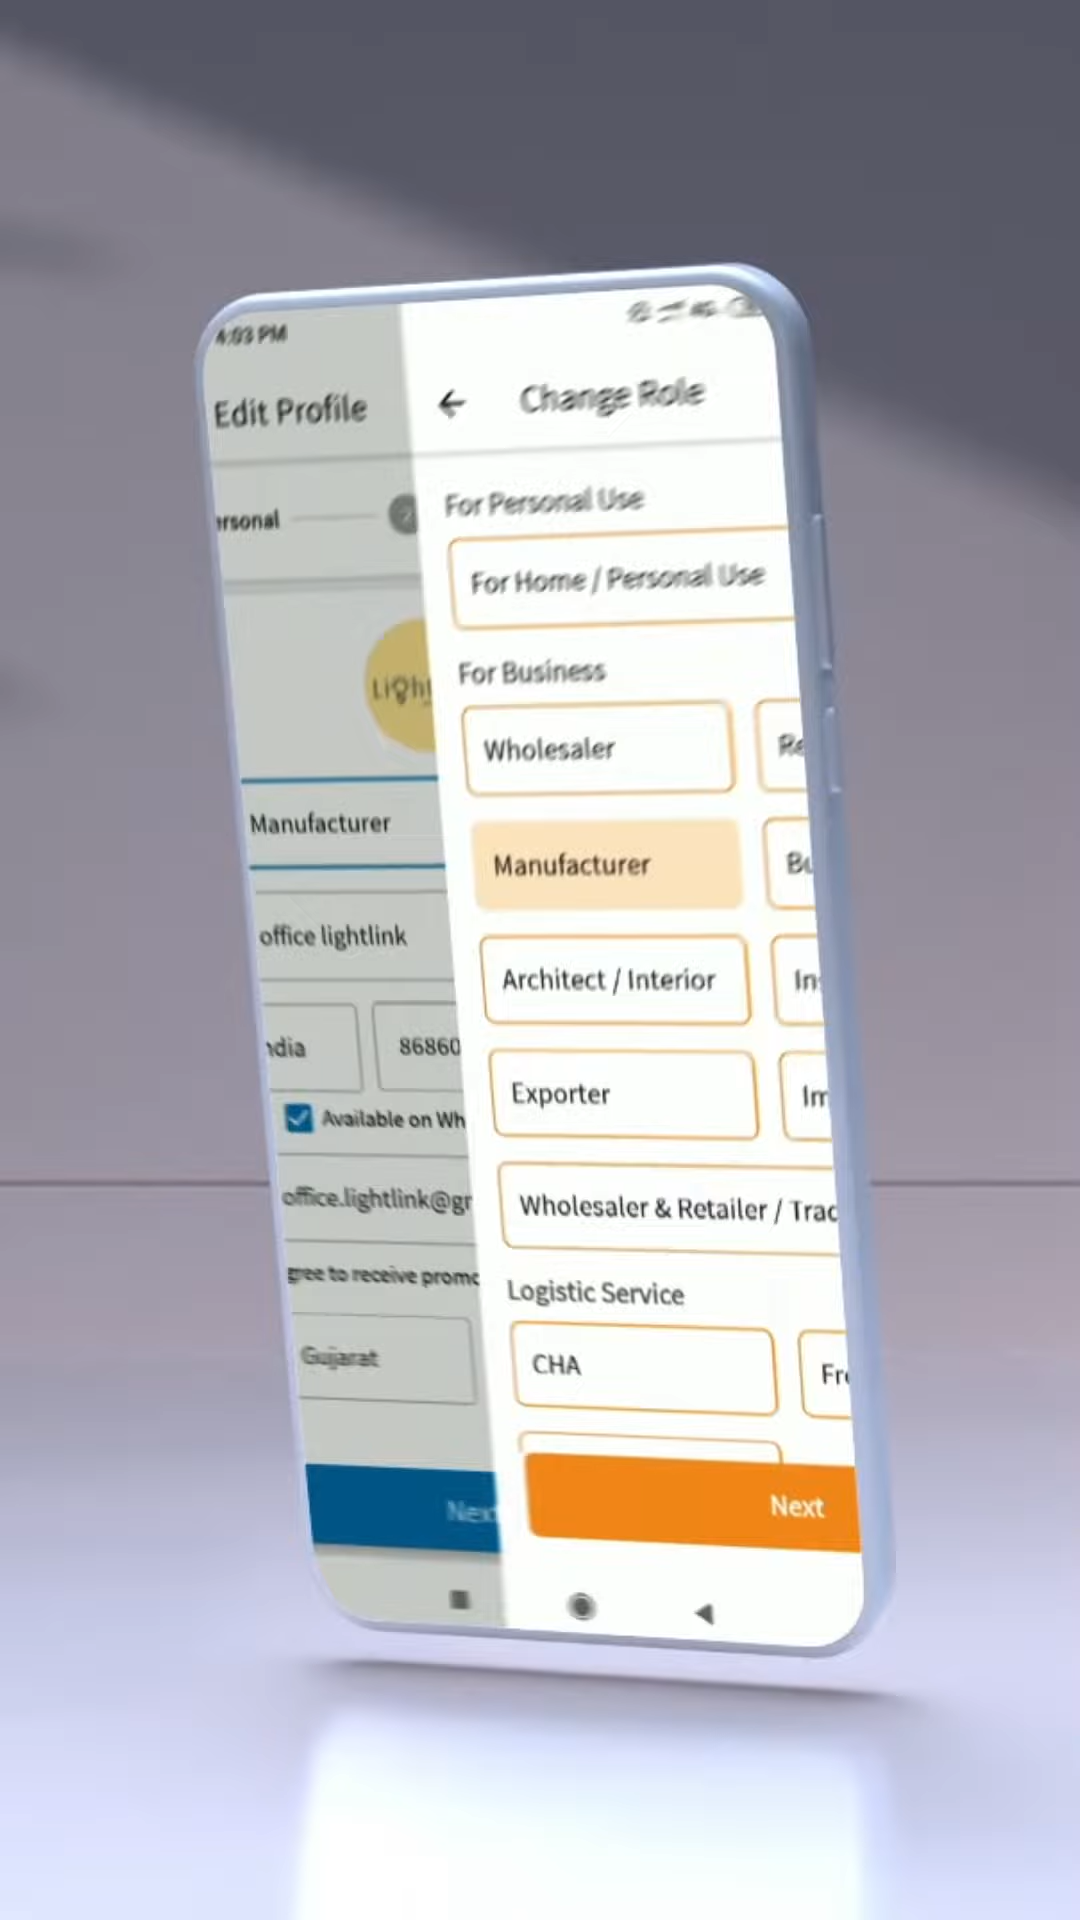 4:03 PM
Edit Profile
Change Role
ersonal
For Personal Use
For Home / Personal Use
Light
For Business
Wholesaler
Re
Manufacturer
Manufacturer
Bu
office lightlink
Architect / Interior
In
ndia
86860
Exporter
Im
Available on Wh
office.lightlink@gr
Wholesaler & Retailer / Trac
gree to receive promo
Logistic Service
Gujarat
CHA
Fre
Next
Next